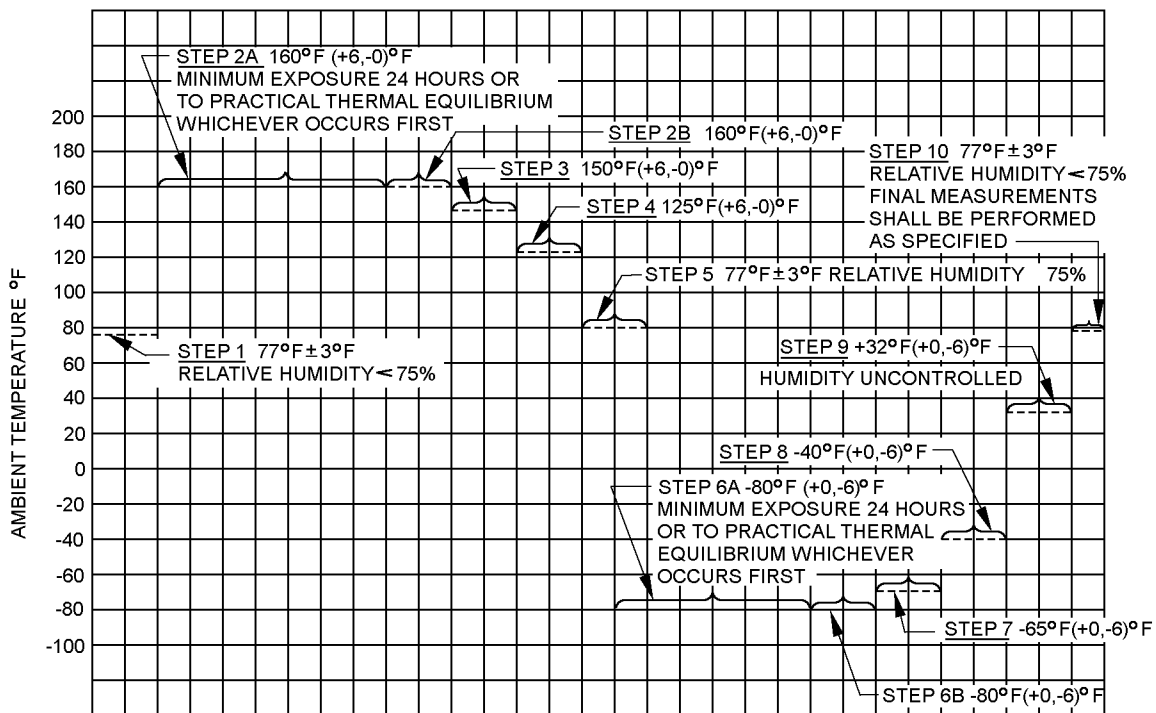 STEP 2A 160°F (+6,-0)°F
MINIMUM EXPOSURE 24 HOURS OR
TO PRACTICAL THERMAL EQUILIBRIUM
WHICHEVER OCCURS FIRST
STEP 2B 160°F(+6,-0)°F
STEP 3 150°F(+6,-0)°F
STEP 4 125°F(+6,-0)°F
STEP 10 77°F±3°F
RELATIVE HUMIDITY<75%
FINAL MEASUREMENTS
SHALL BE PERFORMED
AS SPECIFIED
STEP 5 77°F±3°F RELATIVE HUMIDITY 75%
STEP 1 77°F±3°F
RELATIVE HUMIDITY<75%
STEP 9 +32°F(+0,-6)°F
HUMIDITY UNCONTROLLED
STEP 8 -40°F(+0,-6)°F
STEP 6A -80°F (+0,-6)°F
MINIMUM EXPOSURE 24 HOURS
OR TO PRACTICAL THERMAL
EQUILIBRIUM WHICHEVER
OCCURS FIRST
STEP 7 -65°F(+0,-6)°F
STEP 6B -80°F(+0,-6)°F
AMBIENT TEMPERATURE °F
200
180
160
140
120
100
80
60
40
20
0
-20
-40
-60
-80
-100